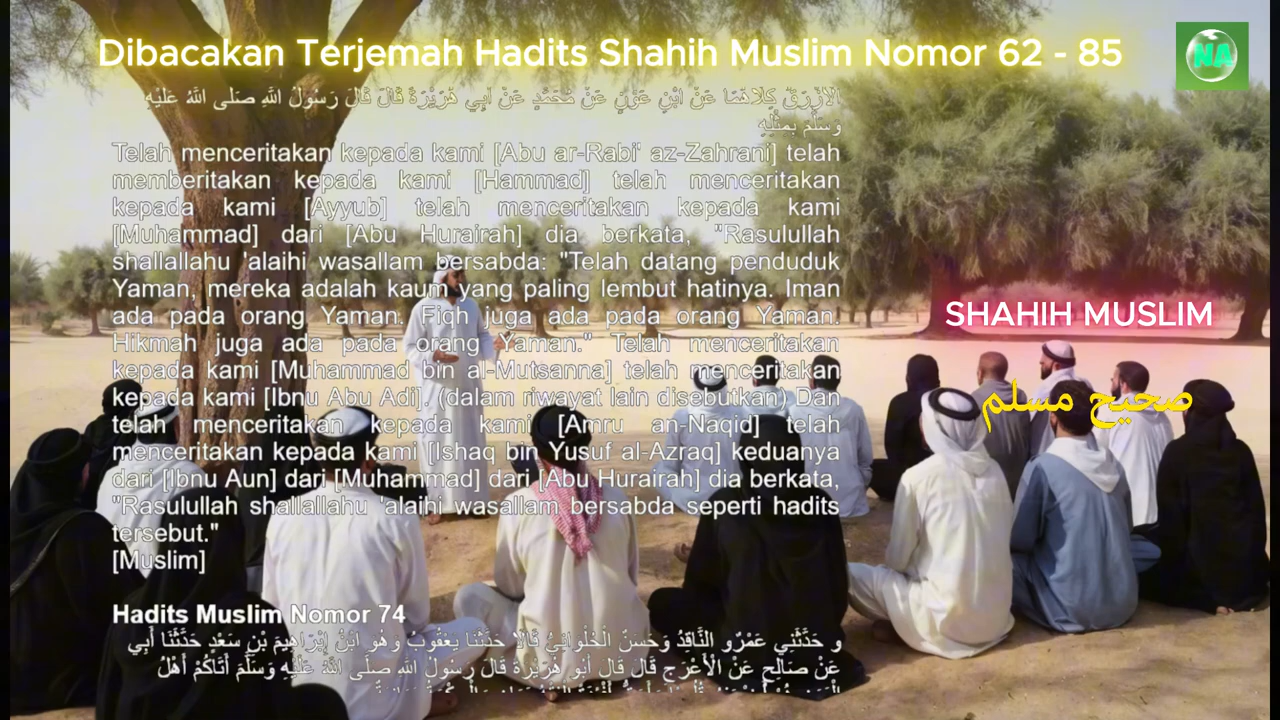 Dibacakan Terjemah Hadits Shahih Muslim Nomor 62 - 85
NA
الْأَزْرَقُ كِلَاهُمَا عَنْ ابْنِ عَوْنٍ عَنْ مُحَمَّدٍ عَنْ أَبِي هُرَيْرَةَ قَالَ قَالَ رَسُولُ اللَّهِ صَلَّى اللَّهُ عَلَيْهِ
وَسَلَّمَ بِمِثْلِهِ
Telah menceritakan kepada kami [Abu ar-Rabi' az-Zahrani] telah
memberitakan kepada kami [Hammad] telah menceritakan
kepada kami [Ayyub] telah menceritakan kepada kami
[Muhammad] dari [Abu Hurairah] dia berkata, "Rasulullah
shallallahu 'alaihi wasallam bersabda: "Telah datang penduduk
Yaman, mereka adalah kaum yang paling lembut hatinya. Iman
ada pada orang Yaman. Fiqh juga ada pada orang Yaman.
Hikmah juga ada pada orang Yaman." Telah menceritakan
kepada kami [Muhammad bin al-Mutsanna] telah menceritakan
kepada kami [Ibnu Abu Adi]. (dalam riwayat lain disebutkan) Dan
telah menceritakan kepada kami [Amru an-Naqid] telah
menceritakan kepada kami [Ishaq bin Yusuf al-Azraq] keduanya
dari [Ibnu Aun] dari [Muhammad] dari [Abu Hurairah] dia berkata,
"Rasulullah shallallahu 'alaihi wasallam bersabda seperti hadits
tersebut."
[Muslim]
Hadits Muslim Nomor 74
و حَدَّثَنِي عَمْرٌو النَّاقِدُ وَحَسَنٌ الْحُلْوَانِيُّ قَالَا حَدَّثَنَا يَعْقُوبُ وَهُوَ ابْنُ إِبْرَاهِيمَ بْنِ سَعْدٍ حَدَّثَنَا أَبِي
عَنْ صَالِحٍ عَنْ الْأَعْرَجِ قَالَ قَالَ أَبُو هُرَيْرَةَ قَالَ رَسُولُ اللَّهِ صَلَّى اللَّهُ عَلَيْهِ وَسَلَّمَ أَتَاكُمْ أَهْلُ
SHAHIH MUSLIM
صحيح مسلم